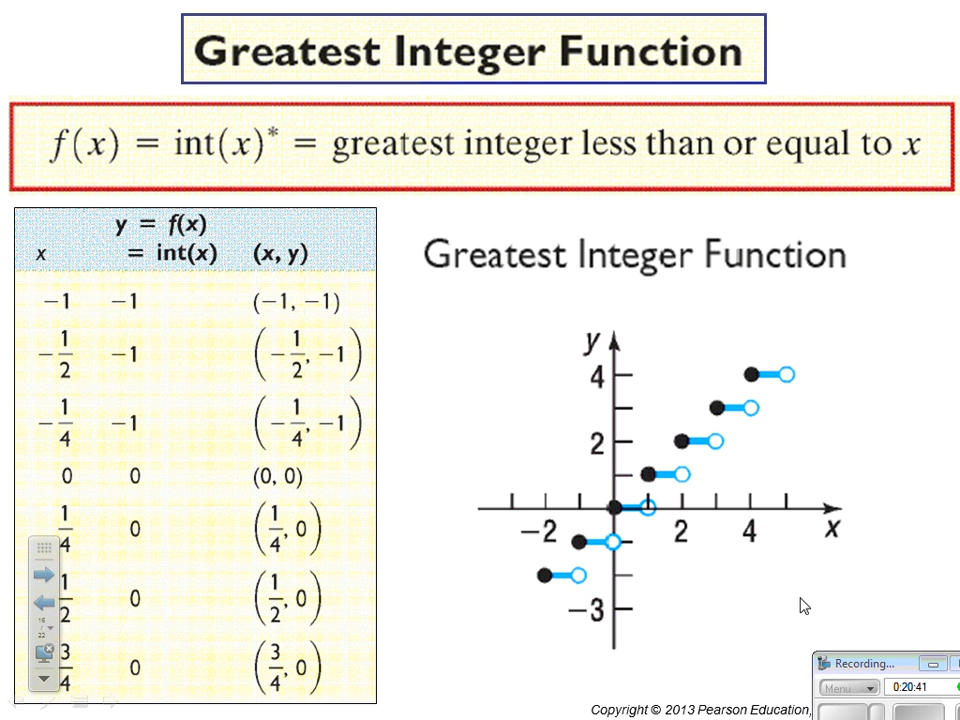 Greatest Integer Function
f(x) = int(x)* = greatest integer less than or equal to x
y = f(x)
x = int(x) (x, y)
−1 −1 (−1, −1)
−1/2 −1 (−1/2, −1)
−1/4 −1 (−1/4, −1)
0 0 (0, 0)
1/4 0 (1/4, 0)
1/2 0 (1/2, 0)
3/4 0 (3/4, 0)
16
/
22
Greatest Integer Function
y
4
2
−2 2 4 x
−3
Recording...
Menu 0:20:41
Copyright © 2013 Pearson Education,